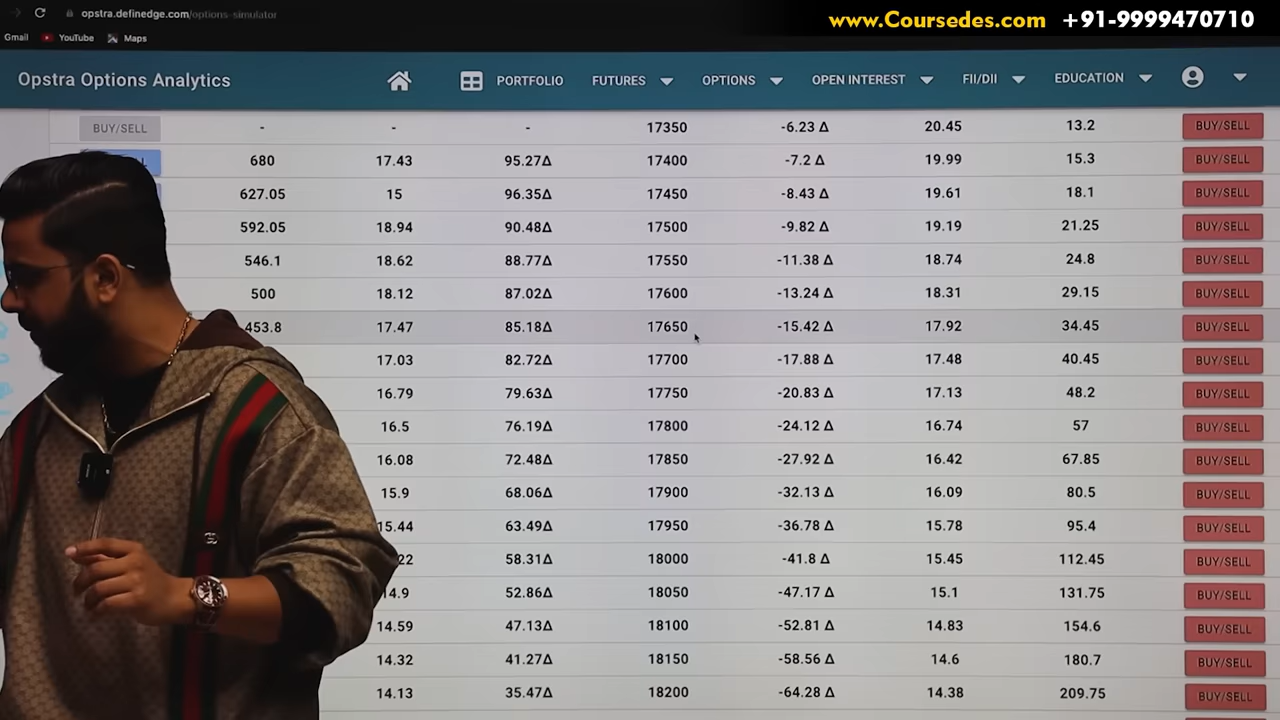 opstra.definedge.com/options-simulator
www.Coursedes.com +91-9999470710
Gmail YouTube Maps
Opstra Options Analytics PORTFOLIO FUTURES OPTIONS OPEN INTEREST FII/DII EDUCATION
BUY/SELL - - - 17350 -6.23 Δ 20.45 13.2 BUY/SELL
680 17.43 95.27Δ 17400 -7.2 Δ 19.99 15.3 BUY/SELL
627.05 15 96.35Δ 17450 -8.43 Δ 19.61 18.1 BUY/SELL
592.05 18.94 90.48Δ 17500 -9.82 Δ 19.19 21.25 BUY/SELL
546.1 18.62 88.77Δ 17550 -11.38 Δ 18.74 24.8 BUY/SELL
500 18.12 87.02Δ 17600 -13.24 Δ 18.31 29.15 BUY/SELL
453.8 17.47 85.18Δ 17650 -15.42 Δ 17.92 34.45 BUY/SELL
17.03 82.72Δ 17700 -17.88 Δ 17.48 40.45 BUY/SELL
16.79 79.63Δ 17750 -20.83 Δ 17.13 48.2 BUY/SELL
16.5 76.19Δ 17800 -24.12 Δ 16.74 57 BUY/SELL
16.08 72.48Δ 17850 -27.92 Δ 16.42 67.85 BUY/SELL
15.9 68.06Δ 17900 -32.13 Δ 16.09 80.5 BUY/SELL
15.44 63.49Δ 17950 -36.78 Δ 15.78 95.4 BUY/SELL
22 58.31Δ 18000 -41.8 Δ 15.45 112.45 BUY/SELL
14.9 52.86Δ 18050 -47.17 Δ 15.1 131.75 BUY/SELL
14.59 47.13Δ 18100 -52.81 Δ 14.83 154.6 BUY/SELL
14.32 41.27Δ 18150 -58.56 Δ 14.6 180.7 BUY/SELL
14.13 35.47Δ 18200 -64.28 Δ 14.38 209.75 BUY/SELL